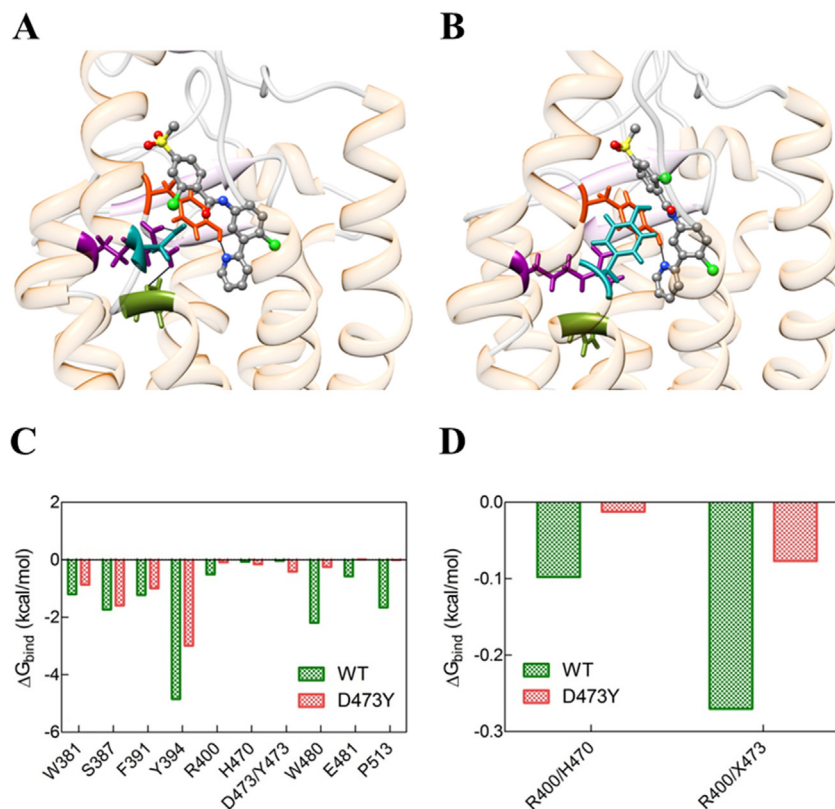 A
B
C
D
2
0
-2
-4
-6
ΔGbind (kcal/mol)
WT
D473Y
W381
S387
F391
Y394
R400
H470
D473/Y473
W480
E481
P513
0.0
-0.1
-0.2
-0.3
ΔGbind (kcal/mol)
WT
D473Y
R400/H470
R400/X473